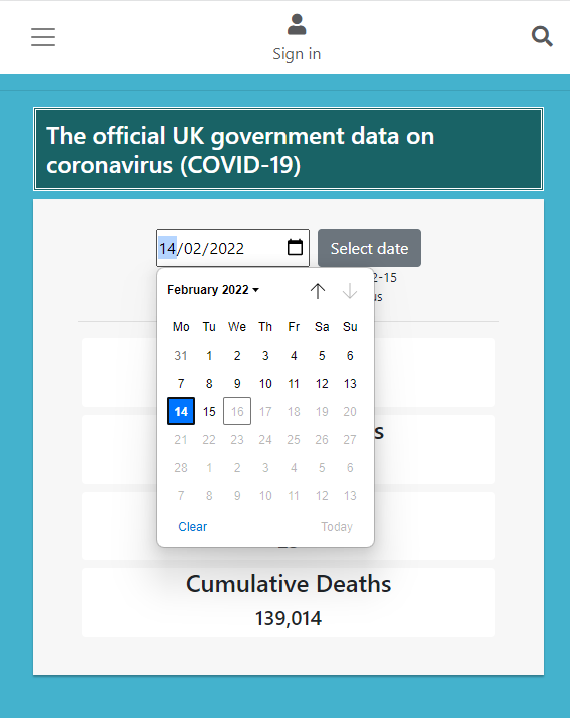 Sign in
The official UK government data on
coronavirus (COVID-19)
14/02/2022
Select date
2-15
February 2022
us
Mo Tu We Th Fr Sa Su
31 1 2 3 4 5 6
7 8 9 10 11 12 13
14 15 16 17 18 19 20
s
21 22 23 24 25 26 27
28 1 2 3 4 5 6
7 8 9 10 11 12 13
Clear Today
Cumulative Deaths
139,014